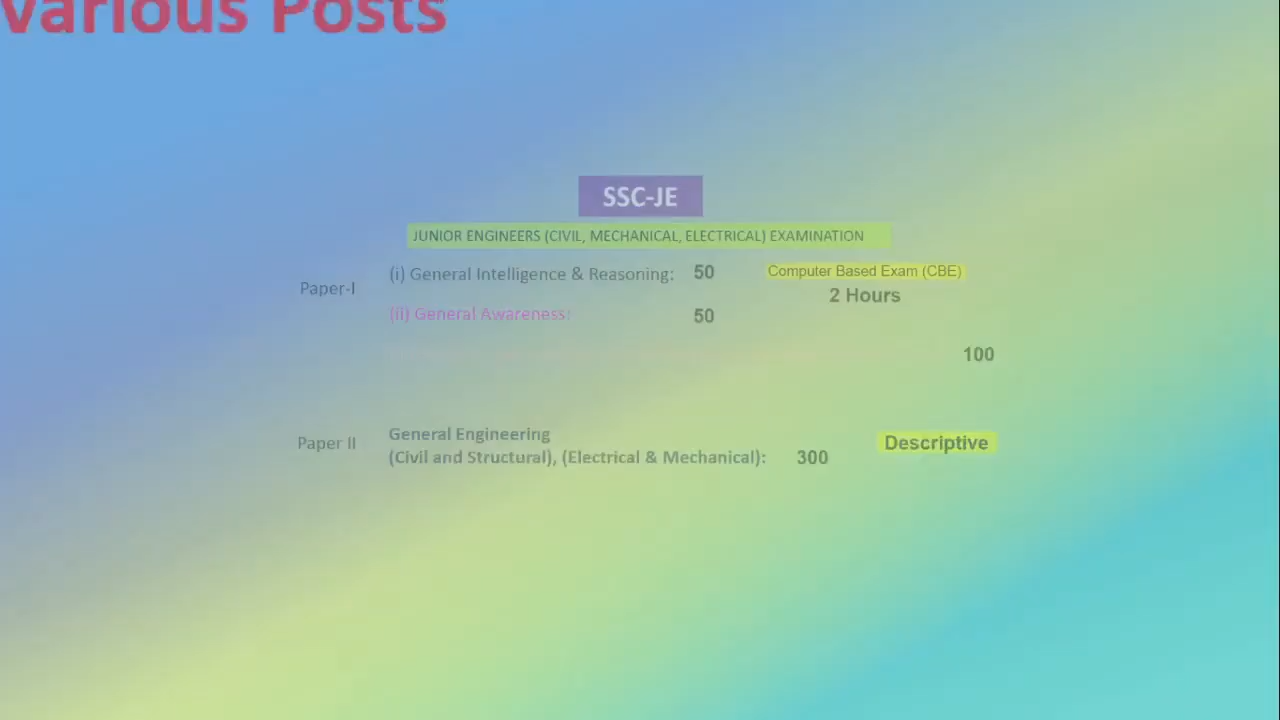 Various Posts
SSC-JE
JUNIOR ENGINEERS (CIVIL, MECHANICAL, ELECTRICAL) EXAMINATION
Paper-I
(i) General Intelligence & Reasoning: 50
Computer Based Exam (CBE)
2 Hours
(ii) General Awareness: 50
100
Paper II
General Engineering
(Civil and Structural), (Electrical & Mechanical): 300
Descriptive